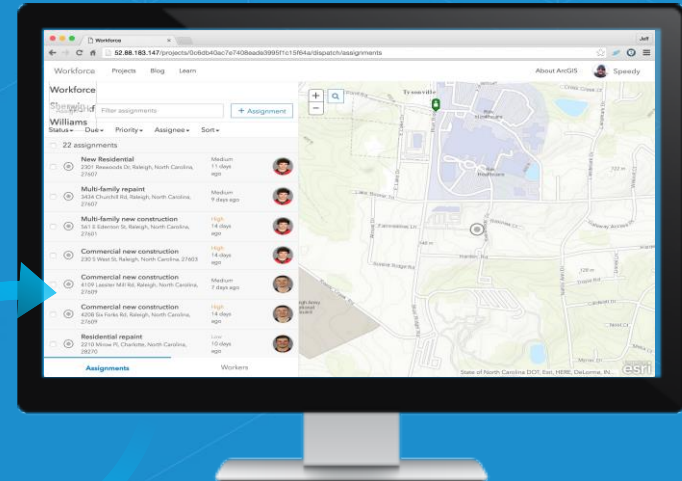 Workforce
Jeff
52.88.183.147/projects/0c6db40ac7e7408eade3995f1c15f64a/dispatch/assignments
Workforce Projects Blog Learn
About ArcGIS Speedy
Workforce
Williams
Filter assignments
+ Assignment
Status Due Priority Assignee Sort
22 assignments
New Residential
2301 Rexwoods Dr, Raleigh, North Carolina,
27607
Medium
11 days
ago
Multi-family repaint
3434 Churchill Rd, Raleigh, North Carolina,
27607
Medium
9 days ago
Multi-family new construction
561 E Edenton St, Raleigh, North Carolina,
27601
High
14 days
ago
Commercial new construction
230 S West St, Raleigh, North Carolina, 27603
High
14 days
ago
Commercial new construction
4109 Lassiter Mill Rd, Raleigh, North Carolina,
27609
Medium
7 days ago
Commercial new construction
4208 Six Forks Rd, Raleigh, North Carolina,
27609
High
14 days
ago
Residential repaint
2210 Minow Pl, Charlotte, North Carolina,
28270
Low
10 days
ago
Assignments
Workers
+
−
Tryonville
Rex
Healthcare
State of North Carolina DOT, Esri, HERE, DeLorme, IN...
esri